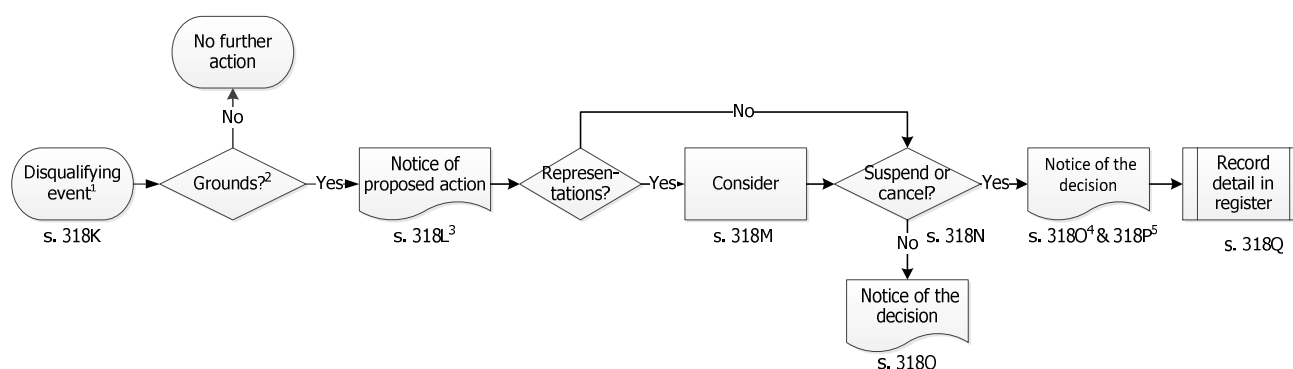 No further
action
No
No
Disqualifying
event¹
Grounds?²
Yes
Notice of
proposed action
Represen-
tations?
Yes
Consider
Suspend or
cancel?
Yes
Notice of the
decision
Record
detail in
register
s. 318K
s. 318L³
s. 318M
s. 318N
s. 318O⁴ & 318P⁵
s. 318Q
No
Notice of the
decision
s. 318O